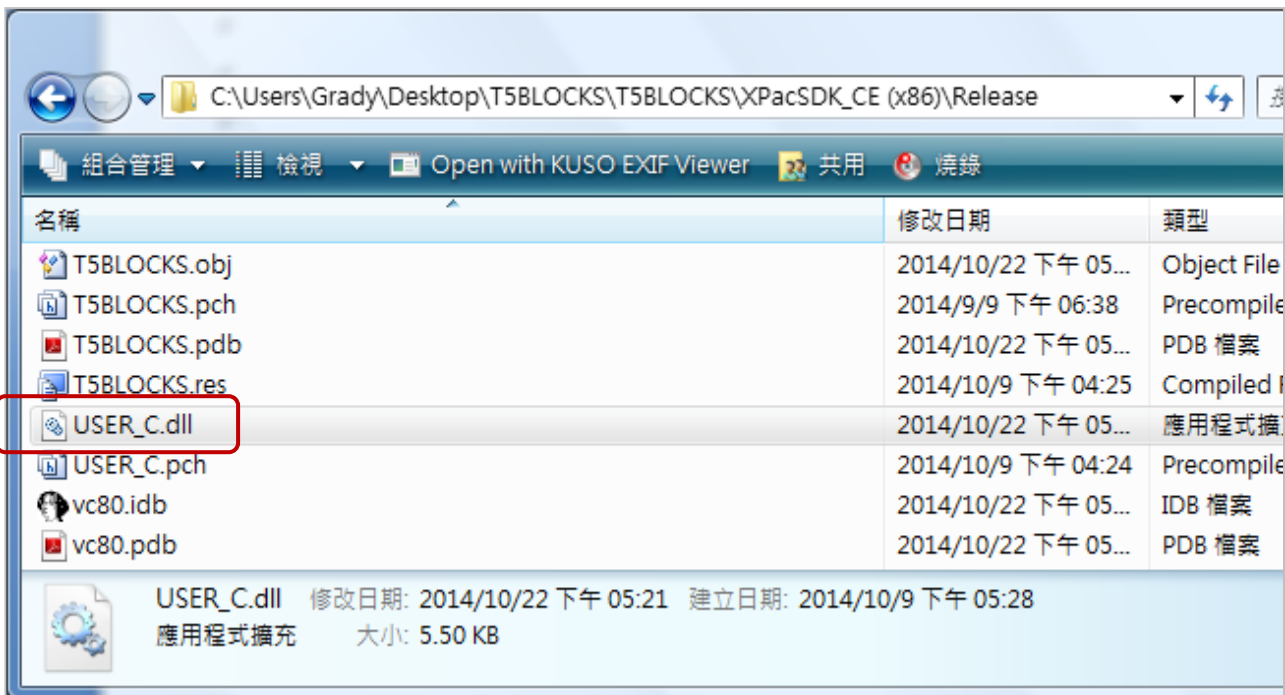 C:\Users\Grady\Desktop\T5BLOCKS\T5BLOCKS\XPacSDK_CE (x86)\Release
組合管理 檢視 Open with KUSO EXIF Viewer 共用 燒錄
名稱 修改日期 類型
T5BLOCKS.obj 2014/10/22 下午 05... Object File
T5BLOCKS.pch 2014/9/9 下午 06:38 Precompile
T5BLOCKS.pdb 2014/10/22 下午 05... PDB 檔案
T5BLOCKS.res 2014/10/9 下午 04:25 Compiled
USER_C.dll 2014/10/22 下午 05... 應用程式擴
USER_C.pch 2014/10/9 下午 04:24 Precompile
vc80.idb 2014/10/22 下午 05... IDB 檔案
vc80.pdb 2014/10/22 下午 05... PDB 檔案
USER_C.dll 修改日期: 2014/10/22 下午 05:21 建立日期: 2014/10/9 下午 05:28
應用程式擴充 大小: 5.50 KB